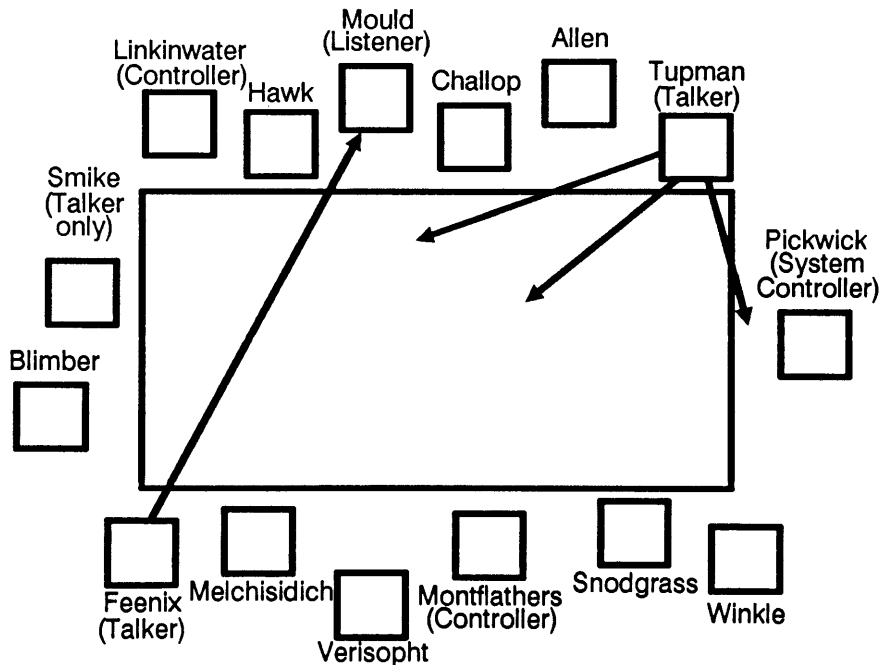 Mould
(Listener)
Linkinwater
(Controller)
Hawk
Challop
Allen
Tupman
(Talker)
Smike
(Talker
only)
Pickwick
(System
Controller)
Blimber
Feenix
(Talker)
Melchisidich
Verisopht
Montflathers
(Controller)
Snodgrass
Winkle